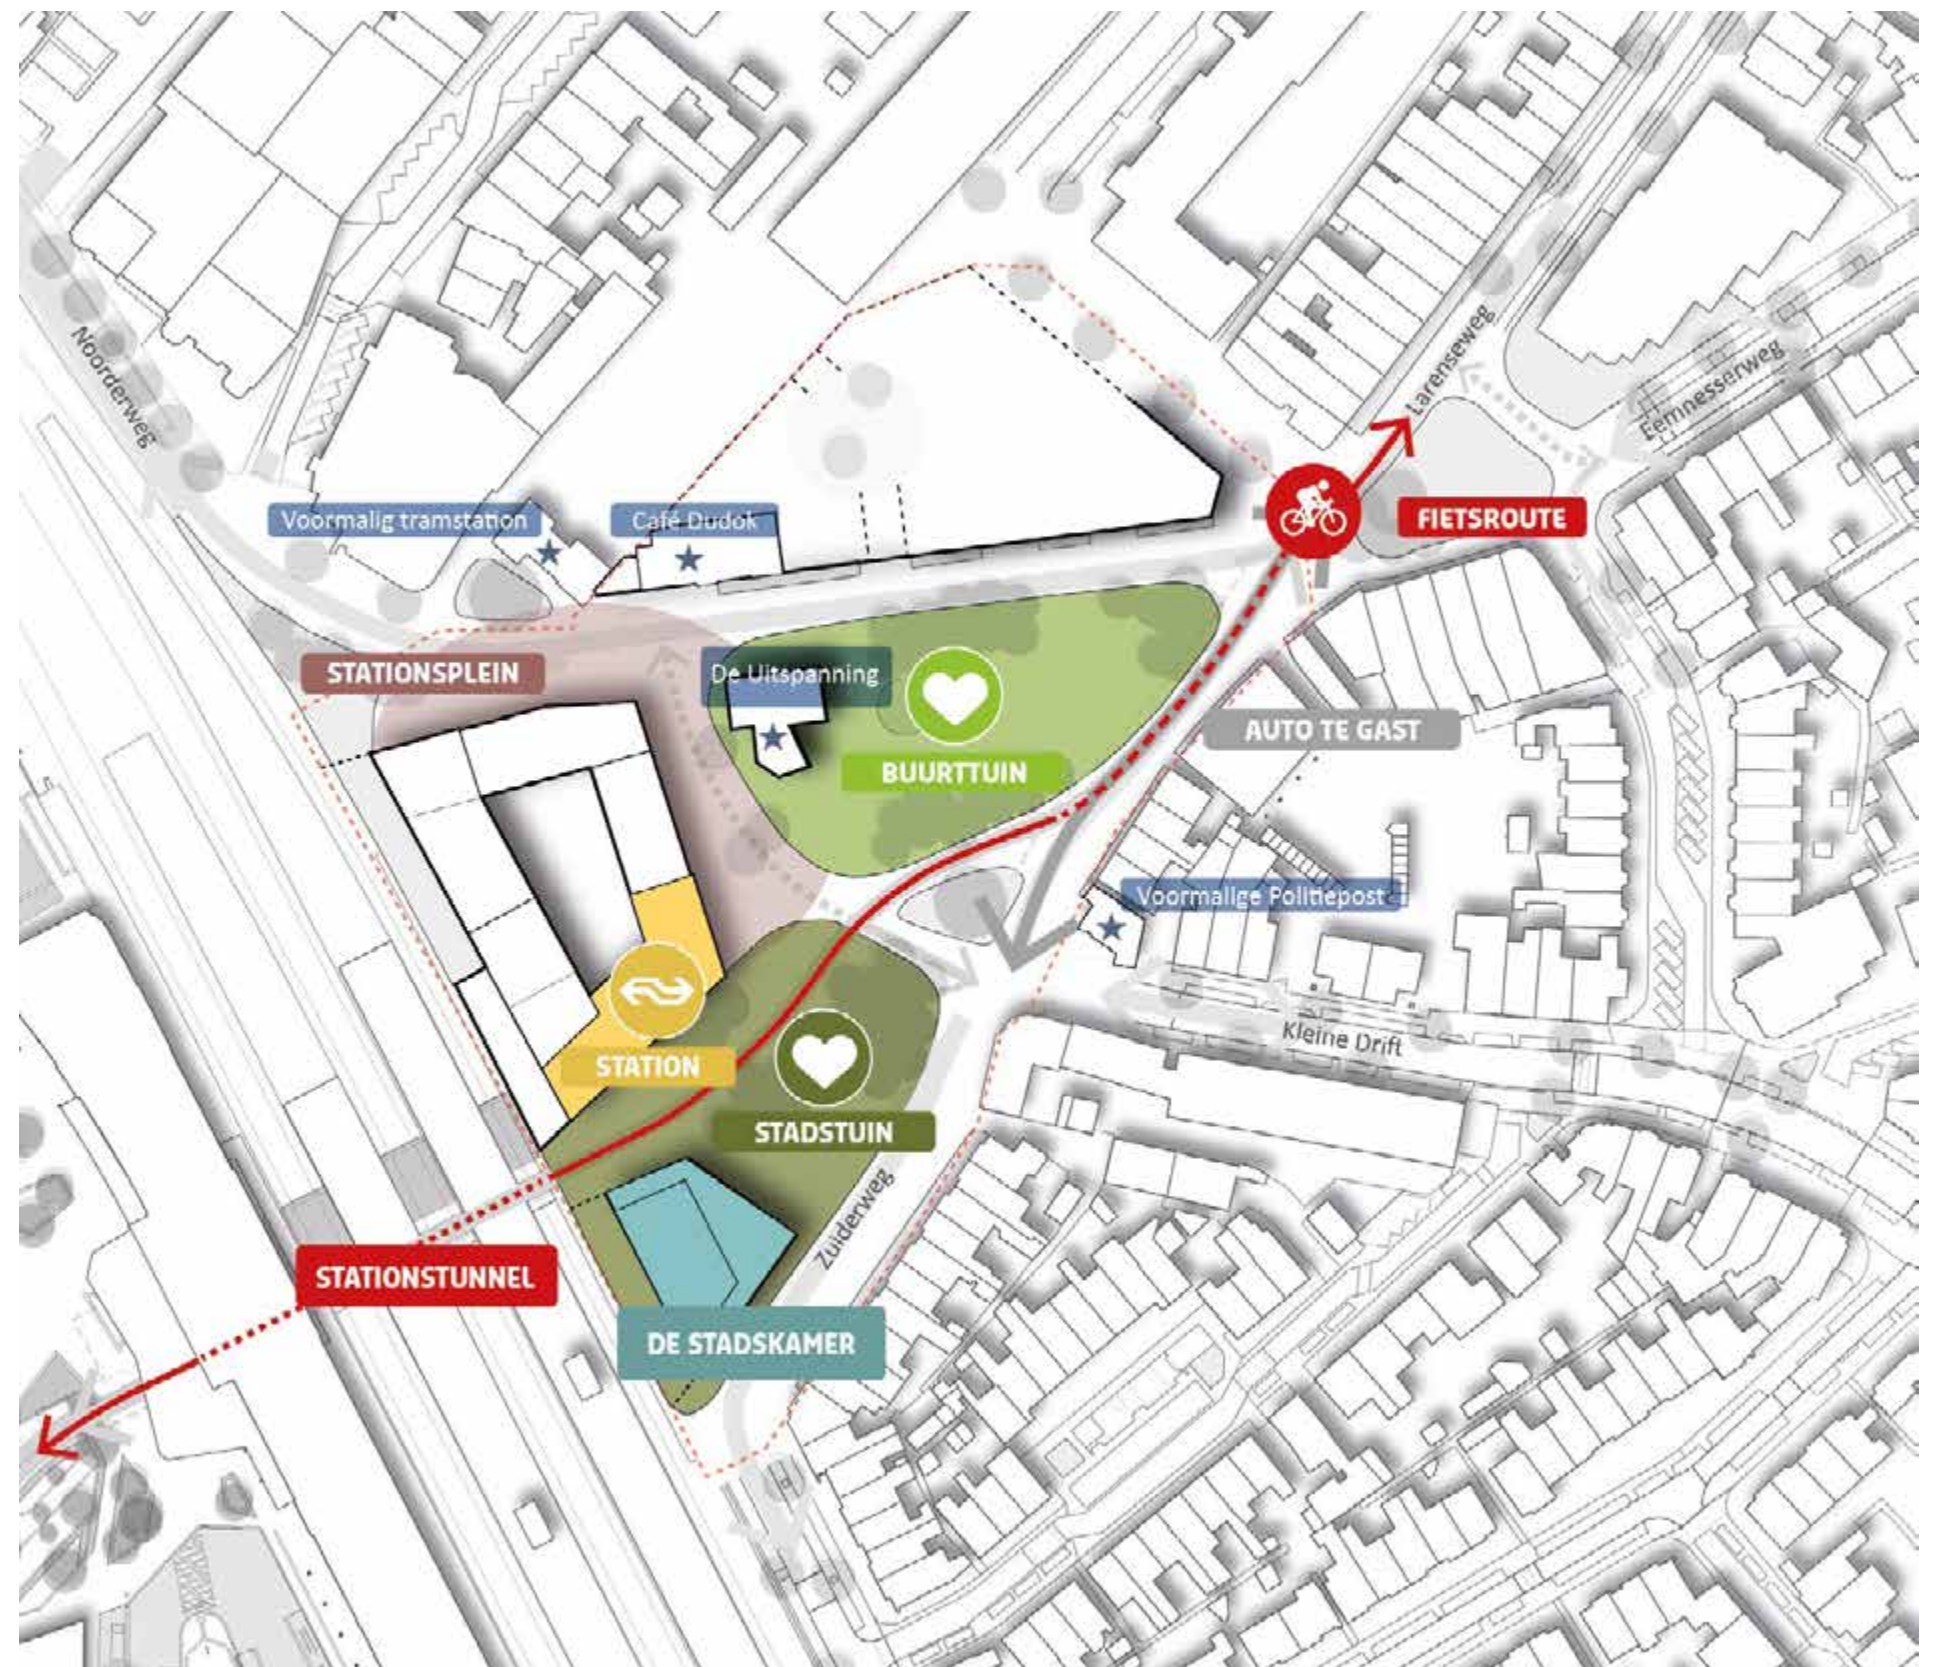 Noorderweg
Larenseweg
Eemnesserweg
Voormalig tramstation
Café Dudok
FIETSROUTE
STATIONSPLEIN
De Uitspanning
AUTO TE GAST
BUURTTUIN
Voormalige Politiepost
Kleine Drift
STATION
STADSTUIN
Zuiderweg
STATIONSTUNNEL
DE STADSKAMER